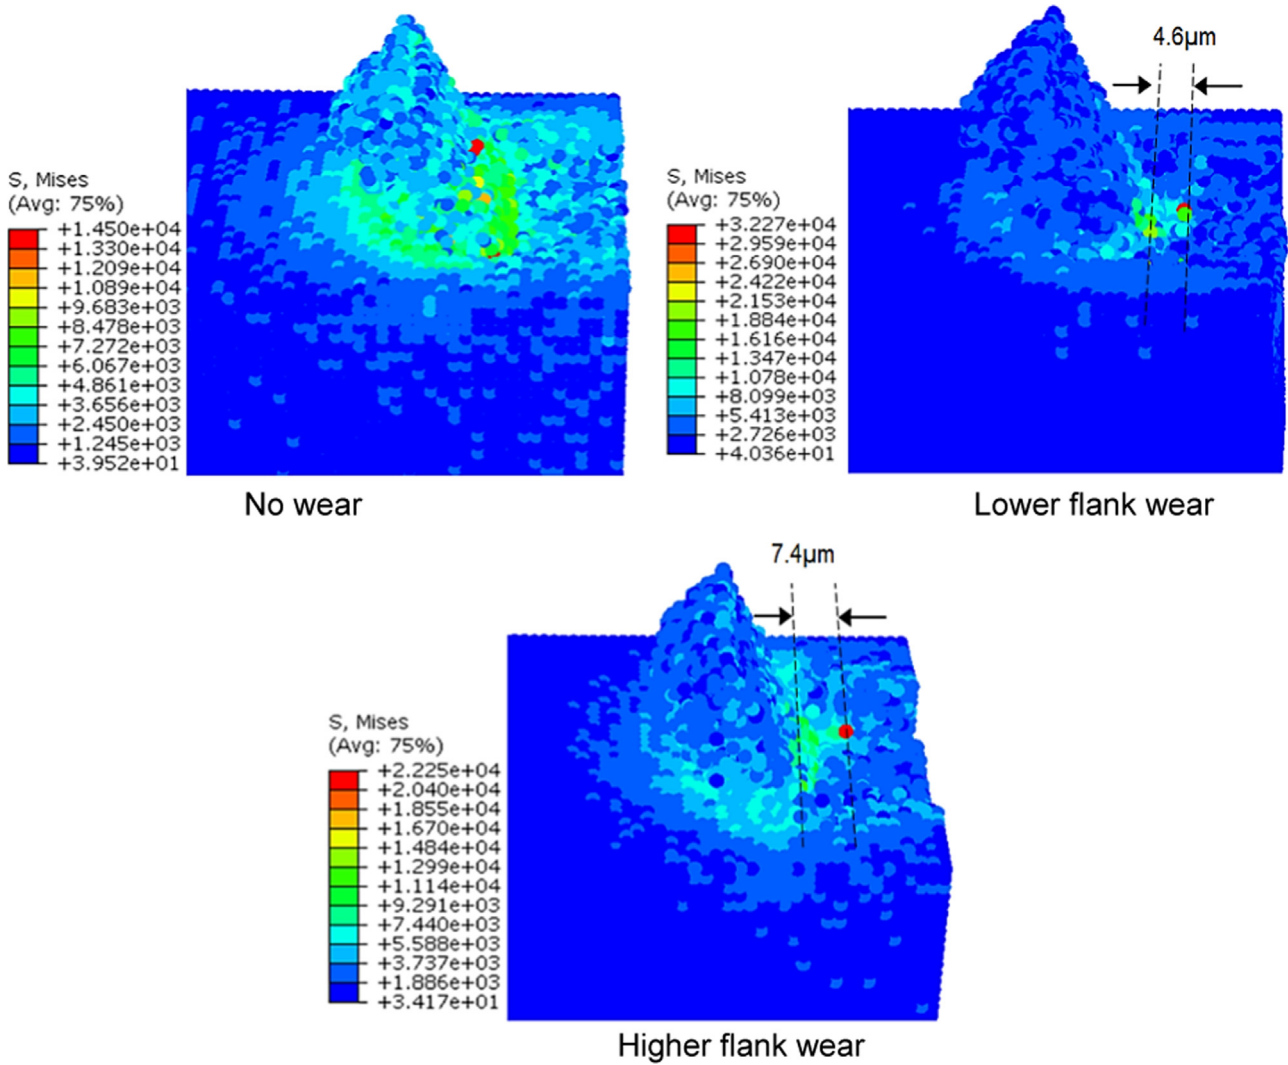 4.6µm
S, Mises
(Avg: 75%)
+1.450e+04
+1.330e+04
+1.209e+04
+1.089e+04
+9.683e+03
+8.478e+03
+7.272e+03
+6.067e+03
+4.861e+03
+3.656e+03
+2.450e+03
+1.245e+03
+3.952e+01
No wear
S, Mises
(Avg: 75%)
+3.227e+04
+2.959e+04
+2.690e+04
+2.422e+04
+2.153e+04
+1.884e+04
+1.616e+04
+1.347e+04
+1.078e+04
+8.099e+03
+5.413e+03
+2.726e+03
+4.036e+01
Lower flank wear
7.4µm
S, Mises
(Avg: 75%)
+2.225e+04
+2.040e+04
+1.855e+04
+1.670e+04
+1.484e+04
+1.299e+04
+1.114e+04
+9.291e+03
+7.440e+03
+5.588e+03
+3.737e+03
+1.886e+03
+3.417e+01
Higher flank wear